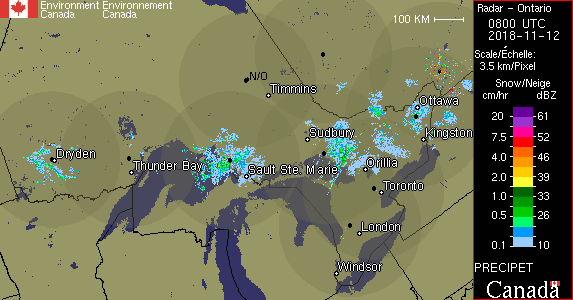 Environment Environnement
Canada Canada
100 KM
N/O
Timmins
Ottawa
Sudbury
Kingston
Dryden
Thunder Bay
Sault Ste. Marie
Orillia
Toronto
London
Windsor
Radar - Ontario
0800 UTC
2018-11-12
Scale/Échelle:
3.5 km/Pixel
Snow/Neige
cm/hr dBZ
20 61
7.5 52
4.0 46
2.0 39
1.0 33
0.5 26
0.1 10
PRECIPET
Canada